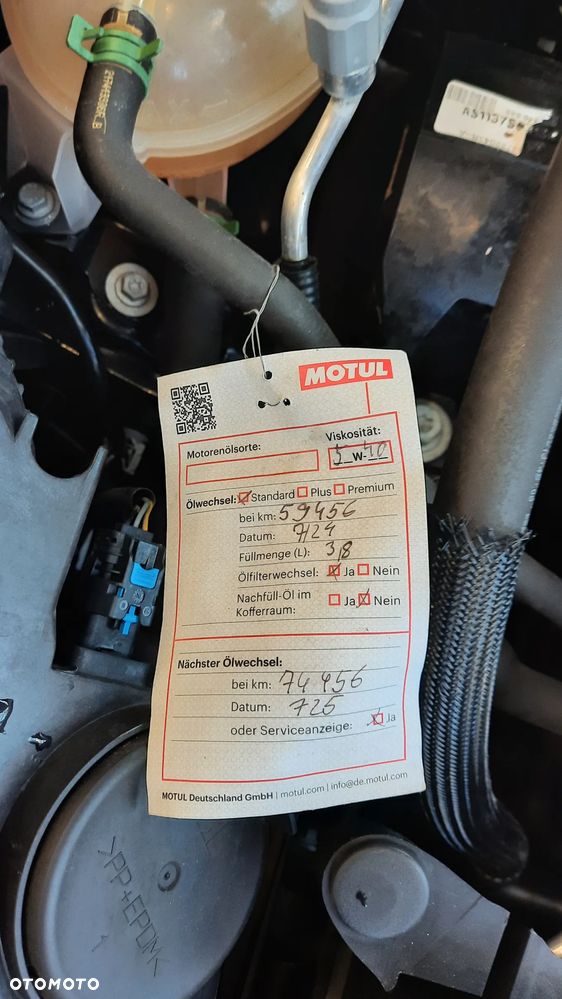 MOTUL
Motorenölsorte:
Viskosität:
5 W-40
Ölwechsel: Standard Plus Premium
bei km: 59456
Datum: 7/24
Füllmenge (L): 3,8
Ölfilterwechsel: Ja Nein
Nachfüll-Öl im
Kofferraum: Ja Nein
Nächster Ölwechsel:
bei km: 74456
Datum: 725
oder Serviceanzeige: Ja
MOTUL Deutschland GmbH | motul.com | info@de.motul.com
>PP+EPDM<
OTOMOTO